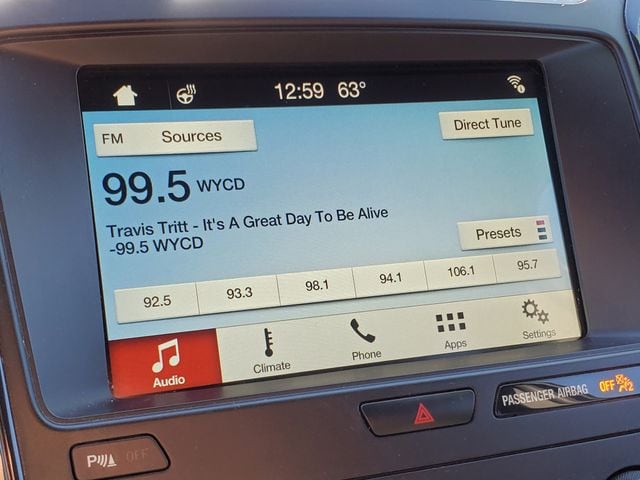 12:59 63°
FM Sources
Direct Tune
99.5 WYCD
Travis Tritt - It's A Great Day To Be Alive
-99.5 WYCD
Presets
92.5 93.3 98.1 94.1 106.1 95.7
Audio Climate Phone Apps Settings
PASSENGER AIRBAG OFF 2
P OFF